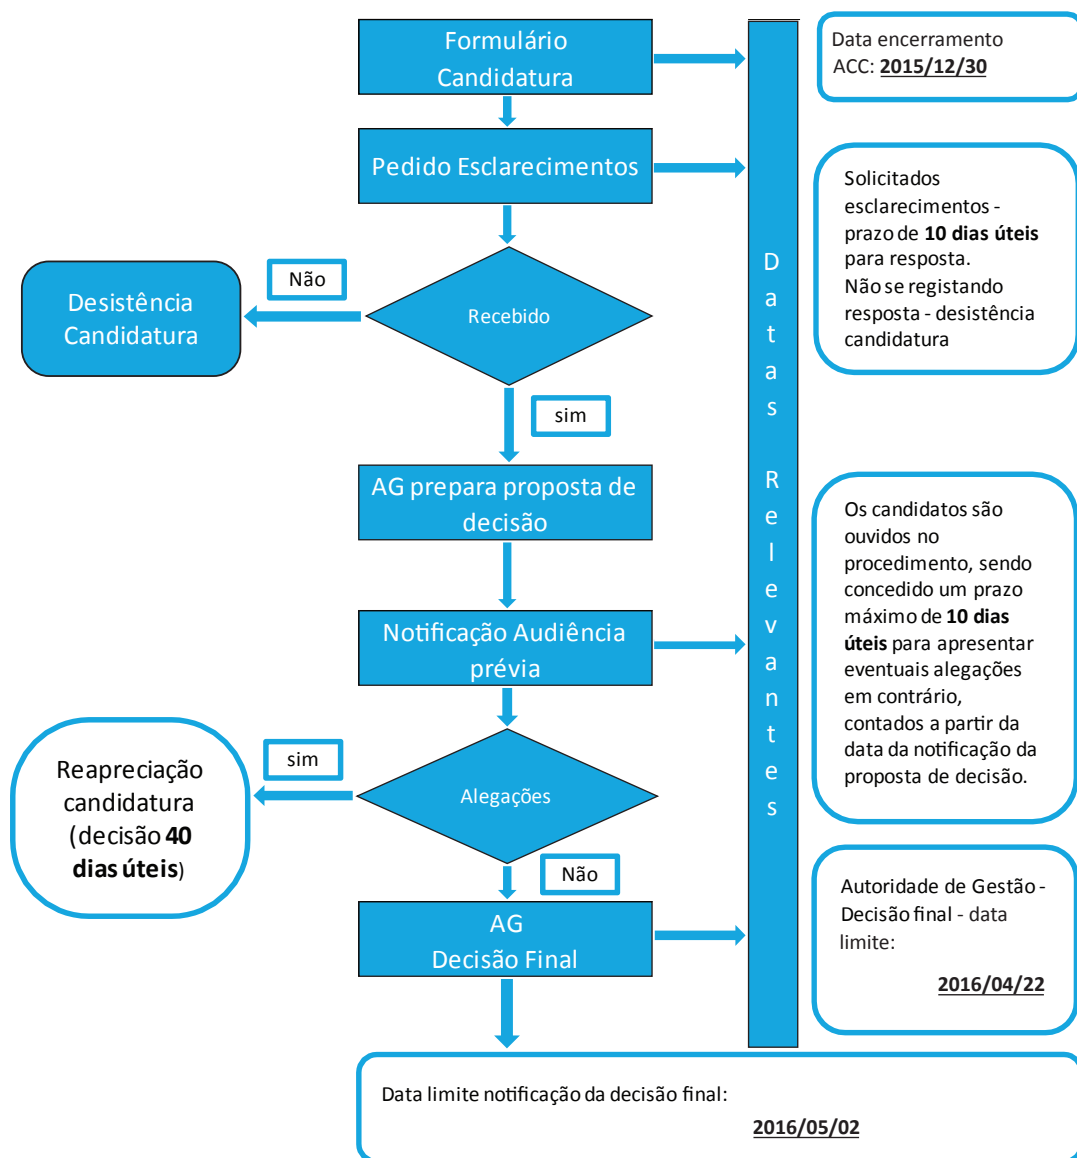 Formulário
Candidatura
Data encerramento
ACC: 2015/12/30
Pedido Esclarecimentos
Solicitados
esclarecimentos -
prazo de 10 dias úteis
para resposta.
Não se registando
resposta - desistência
candidatura
Não
Desistência
Candidatura
Recebido
sim
Datas Relevantes
AG prepara proposta de
decisão
Os candidatos são
ouvidos no
procedimento, sendo
concedido um prazo
máximo de 10 dias
úteis para apresentar
eventuais alegações
em contrário,
contados a partir da
data da notificação da
proposta de decisão.
Notificação Audiência
prévia
sim
Reapreciação
candidatura
(decisão 40
dias úteis)
Alegações
Não
AG
Decisão Final
Autoridade de Gestão -
Decisão final - data
limite:
2016/04/22
Data limite notificação da decisão final:
2016/05/02